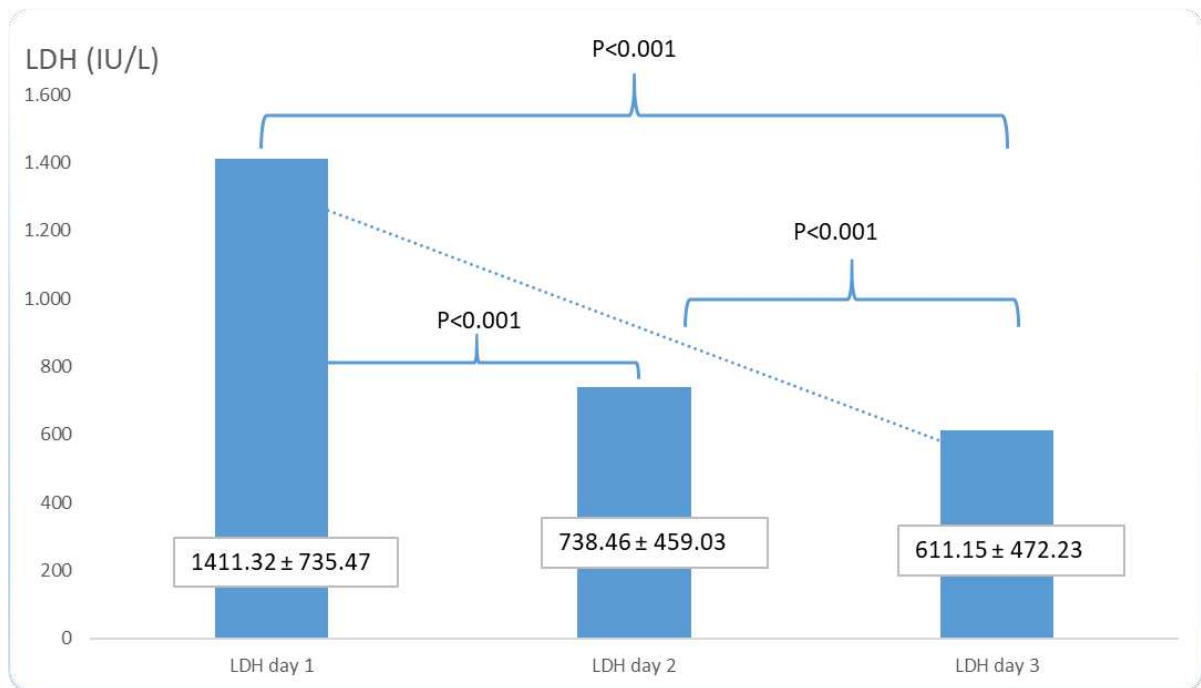 LDH (IU/L)
P<0.001
1.600
1.400
1.200
P<0.001
1.000
P<0.001
800
600
400
1411.32 ± 735.47
738.46 ± 459.03
611.15 ± 472.23
200
0
LDH day 1
LDH day 2
LDH day 3